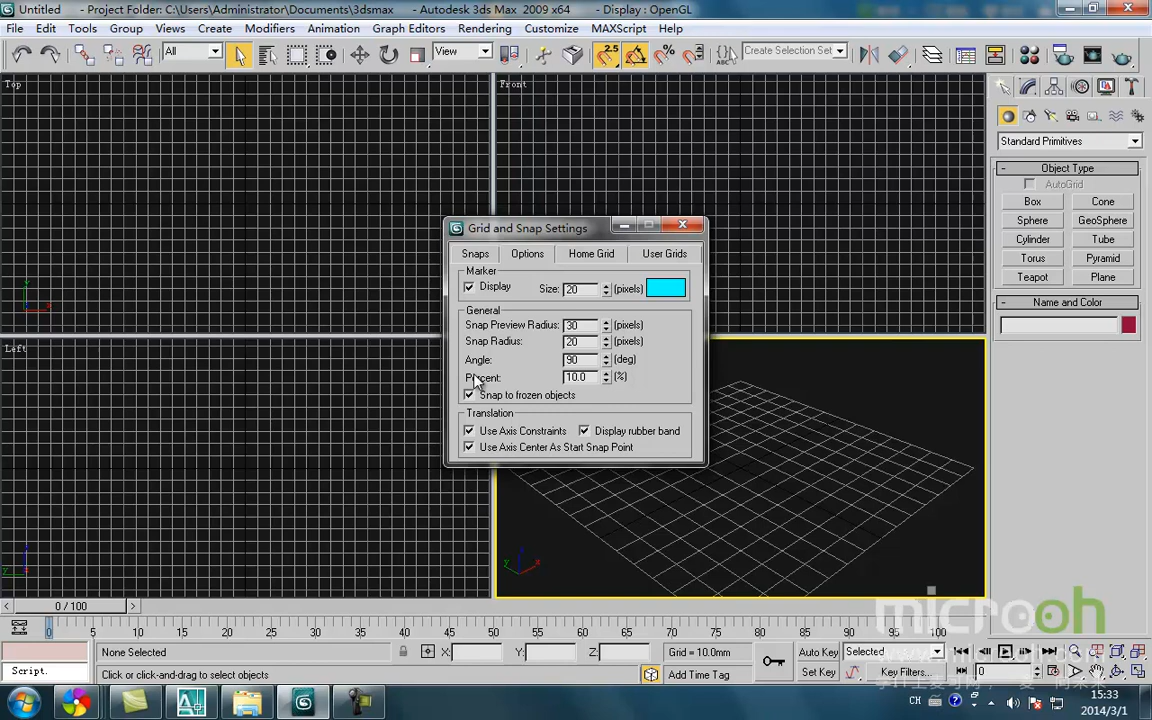 Untitled - Project Folder: C:\Users\Administrator\Documents\3dsmax - Autodesk 3ds Max 2009 x64 - Display : OpenGL
File Edit Tools Group Views Create Modifiers Animation Graph Editors Rendering Customize MAXScript Help
All View 2.5 ABC Create Selection Set
Top
Front
Left
Standard Primitives
- Object Type
AutoGrid
Box Cone
Sphere GeoSphere
Cylinder Tube
Torus Pyramid
Teapot Plane
- Name and Color
Grid and Snap Settings
Snaps Options Home Grid User Grids
Marker
Display Size: 20 (pixels)
General
Snap Preview Radius: 30 (pixels)
Snap Radius: 20 (pixels)
Angle: 90 (deg)
Percent: 10.0 (%)
Snap to frozen objects
Translation
Use Axis Constraints Display rubber band
Use Axis Center As Start Snap Point
z
y x
microoh
< 0 / 100 >
0 5 10 15 20 25 30 35 40 45 50 55 60 65 70 75 80 85 90 95 100
None Selected X: Y: Z: Grid = 10.0mm Auto Key Selected
Script. Click or click-and-drag to select objects Add Time Tag Set Key Key Filters... 0
CH 15:33
2014/3/1